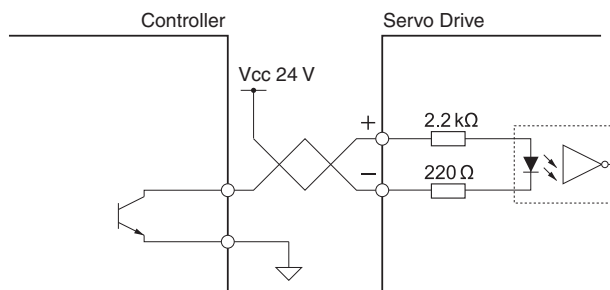 Controller
Servo Drive
Vcc 24 V
+
2.2 kΩ
−
220 Ω